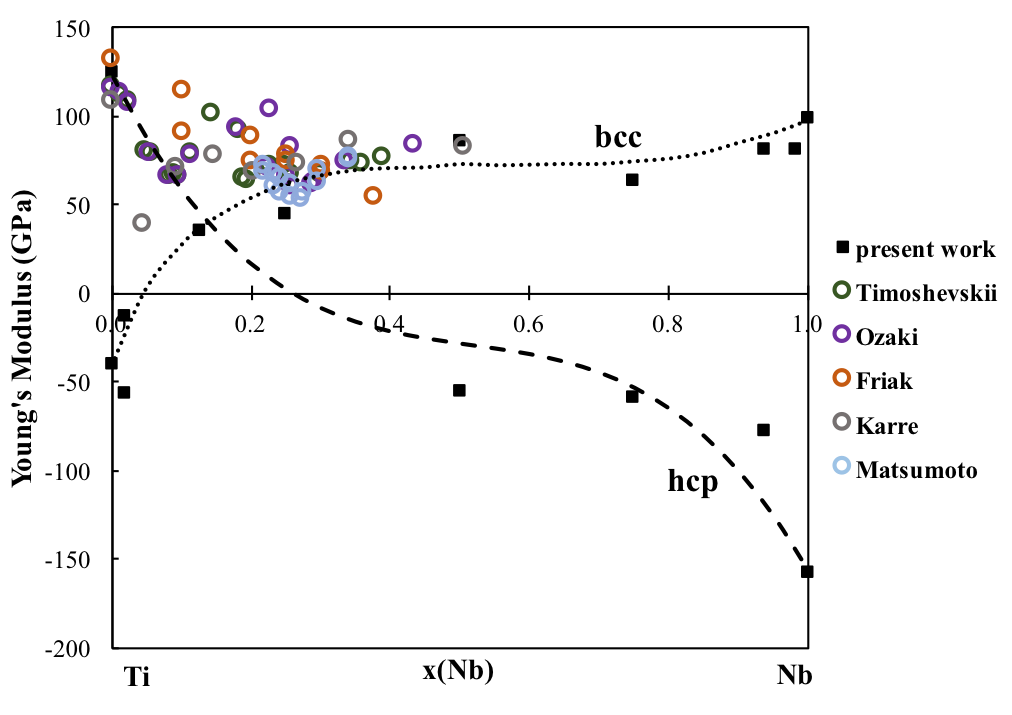 150
100
50
0
-50
-100
-150
-200
Young's Modulus (GPa)
0.0
0.2
0.4
0.6
0.8
1.0
bcc
hcp
present work
Timoshevskii
Ozaki
Friak
Karre
Matsumoto
Ti
x(Nb)
Nb